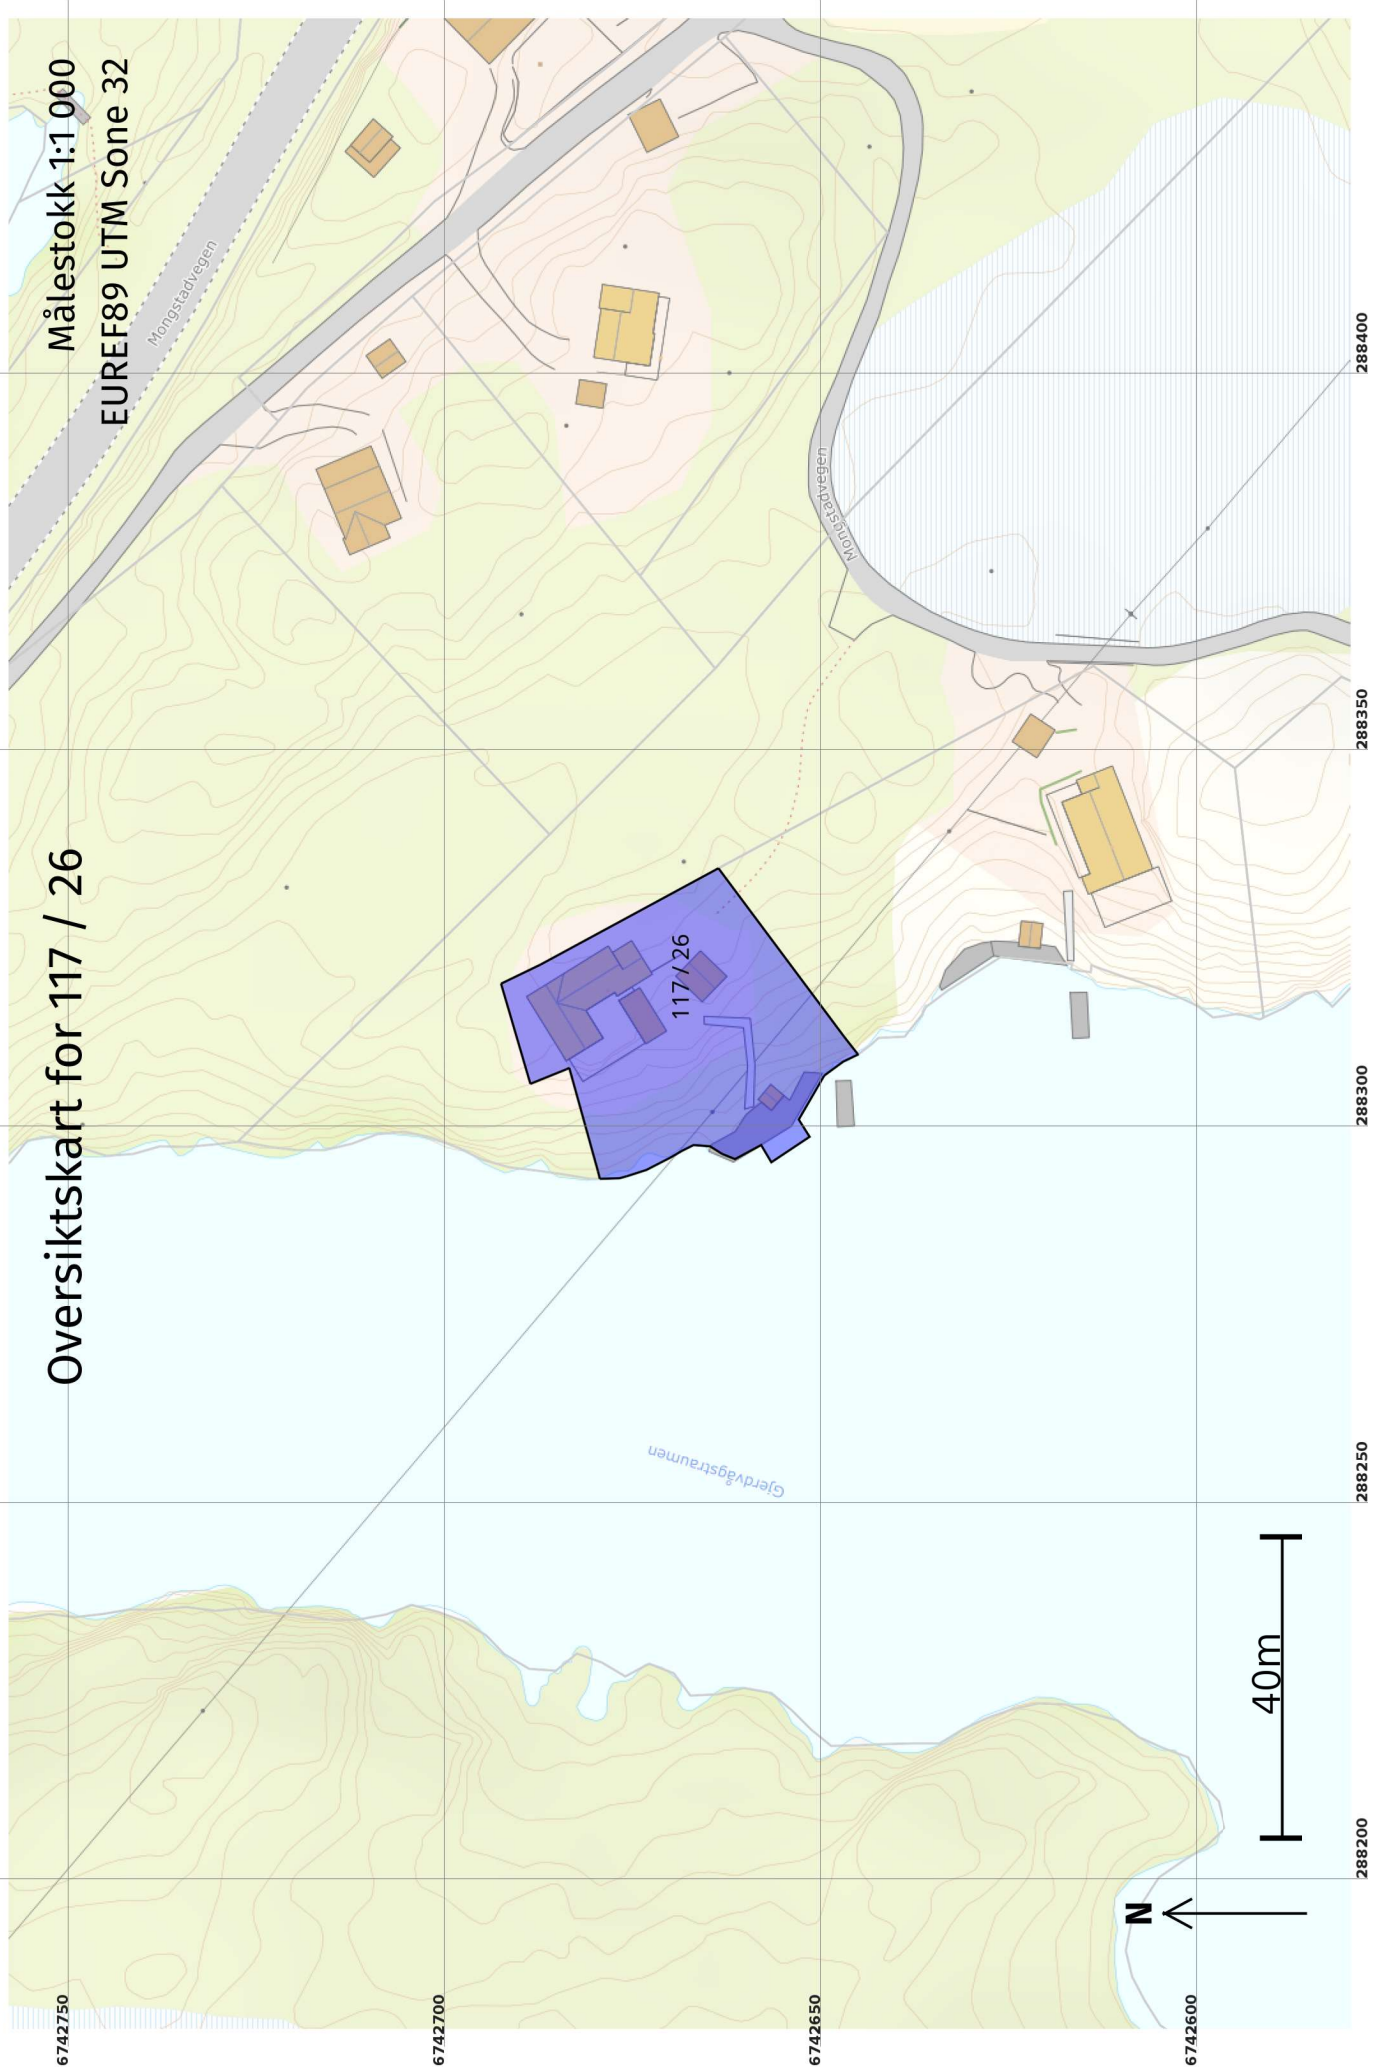 Oversiktskart for 117 / 26
Målestokk 1:1 000
EUREF89 UTM Sone 32
Mongstadvegen
Mongstadvegen
117 / 26
Gjerdvågstraumen
6742750
6742700
6742650
6742600
288200
288250
288300
288350
288400
N
40m